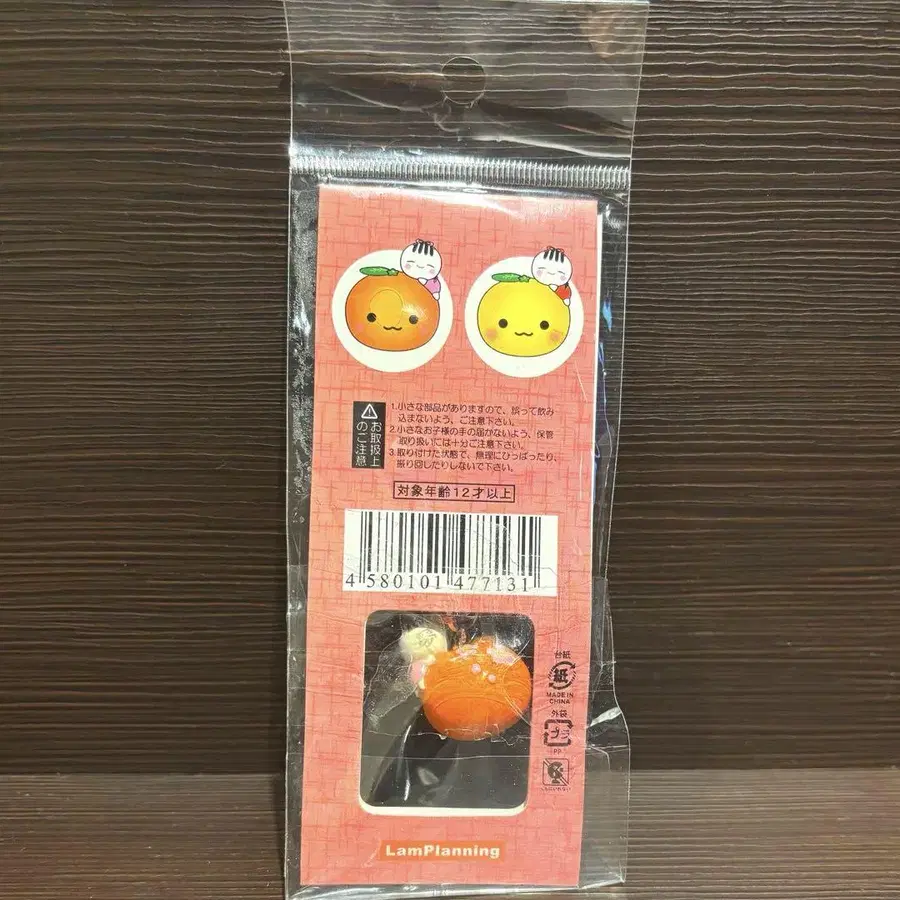 お取扱上
のご注意
1.小さな部品がありますので、誤って飲み
込まないよう、ご注意下さい。
2.小さなお子様の手の届かないよう、保管
取り扱いには十分ご注意下さい。
3.取り付けた状態で、無理にひっぱったり、
振り回したりしないで下さい。
対象年齢12才以上
4 580101 477131
台紙
紙
MADE IN
CHINA
外袋
プラ
PP
LamPlanning